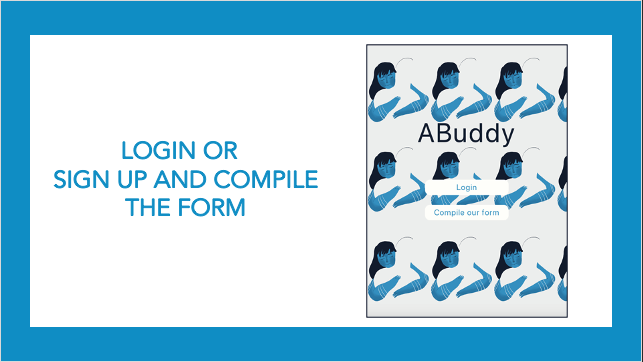 LOGIN OR
SIGN UP AND COMPILE
THE FORM
ABuddy
Login
Compile our form